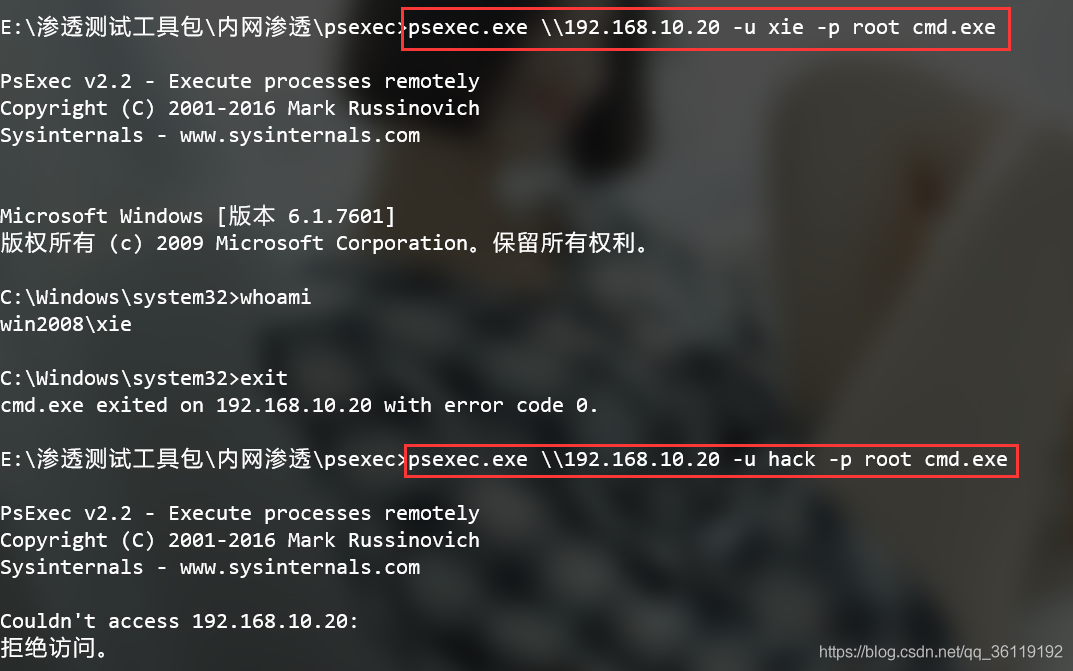 E:\渗透测试工具包\内网渗透\psexec>psexec.exe \\192.168.10.20 -u xie -p root cmd.exe
PsExec v2.2 - Execute processes remotely
Copyright (C) 2001-2016 Mark Russinovich
Sysinternals - www.sysinternals.com
Microsoft Windows [版本 6.1.7601]
版权所有 (c) 2009 Microsoft Corporation。保留所有权利。
C:\Windows\system32>whoami
win2008\xie
C:\Windows\system32>exit
cmd.exe exited on 192.168.10.20 with error code 0.
E:\渗透测试工具包\内网渗透\psexec>psexec.exe \\192.168.10.20 -u hack -p root cmd.exe
PsExec v2.2 - Execute processes remotely
Copyright (C) 2001-2016 Mark Russinovich
Sysinternals - www.sysinternals.com
Couldn't access 192.168.10.20:
拒绝访问。
https://blog.csdn.net/qq_36119192